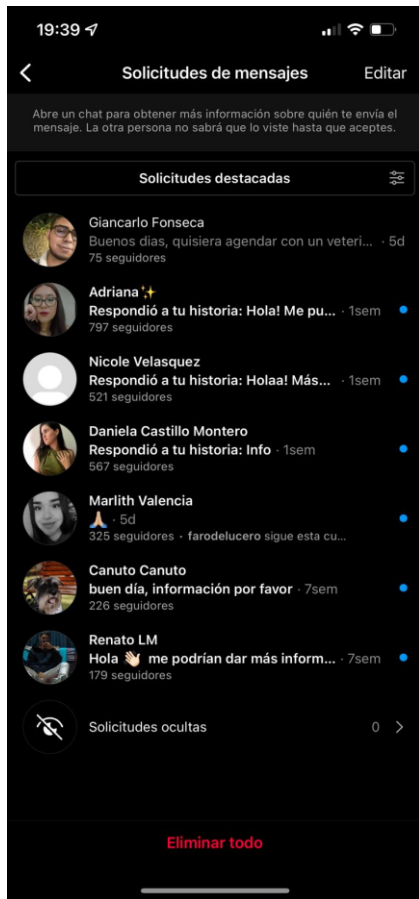 19:39
Solicitudes de mensajes
Editar
Abre un chat para obtener más información sobre quién te envía el
mensaje. La otra persona no sabrá que lo viste hasta que aceptes.
Solicitudes destacadas
Giancarlo Fonseca
Buenos dias, quisiera agendar con un veteri... · 5d
75 seguidores
Adriana✨
Respondió a tu historia: Hola! Me pu... · 1sem
797 seguidores
Nicole Velasquez
Respondió a tu historia: Holaa! Más... · 1sem
521 seguidores
Daniela Castillo Montero
Respondió a tu historia: Info · 1sem
567 seguidores
Marlith Valencia
🙏🏼 · 5d
325 seguidores · farodelucero sigue esta cu...
Canuto Canuto
buen día, información por favor · 7sem
226 seguidores
Renato LM
Hola 👋🏻 me podrían dar más inform... · 7sem
179 seguidores
Solicitudes ocultas 0
Eliminar todo